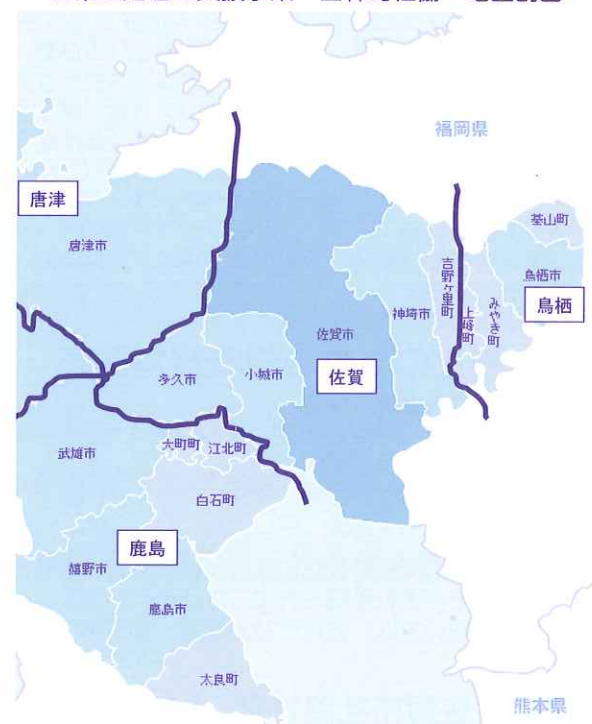 福岡県
唐津
基山町
唐津市
吉野ヶ里町
鳥栖市
みやき町
鳥栖
神埼市
上峰町
佐賀市
佐賀
多久市
小城市
大町町
江北町
武雄市
白石町
鹿島
嬉野市
鹿島市
太良町
熊本県